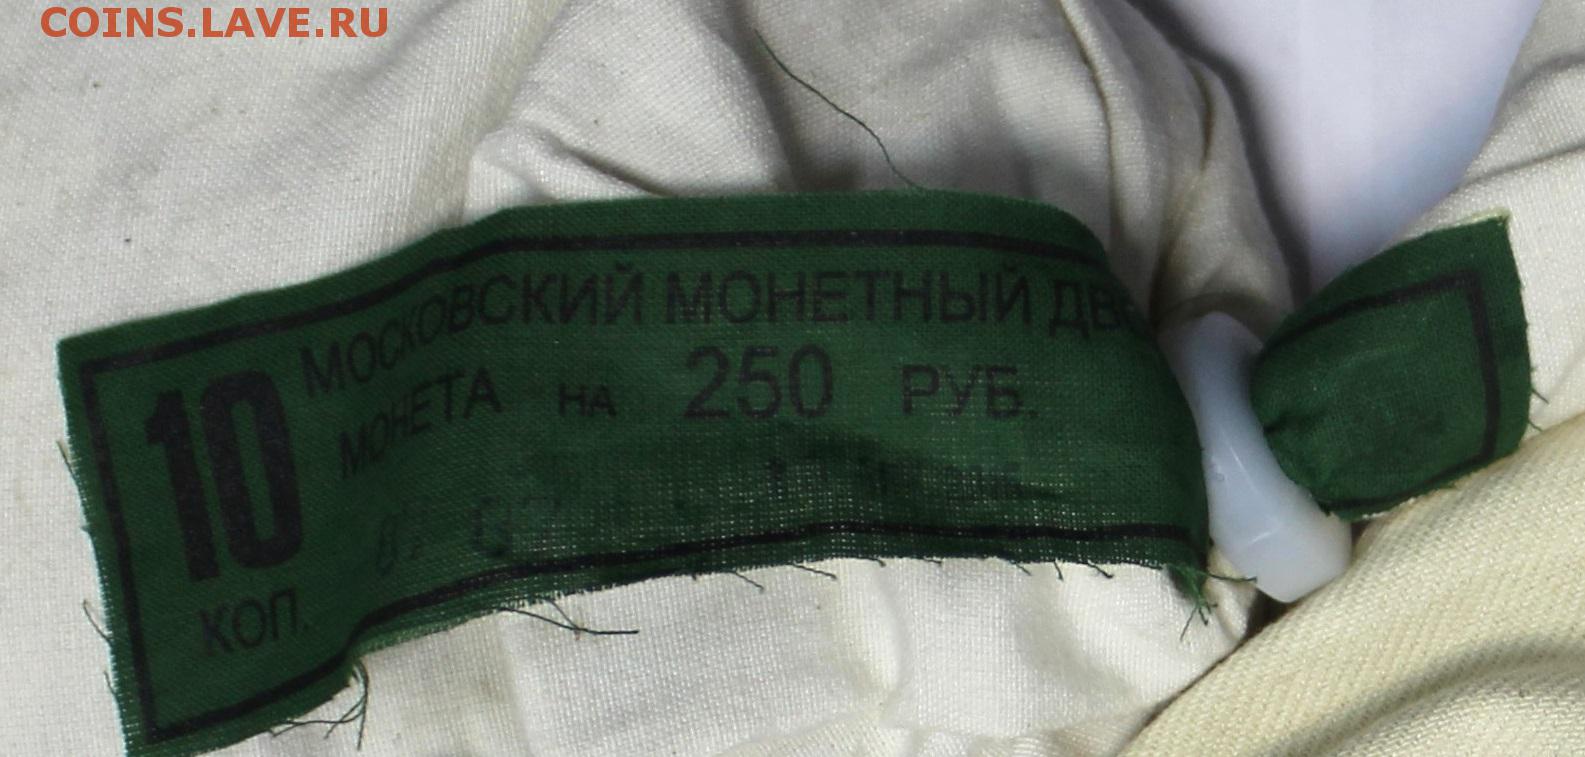 COINS.LAVE.RU
МОСКОВСКИЙ МОНЕТНЫЙ
МОНЕТА НА 250 РУБ.
10
КОП.